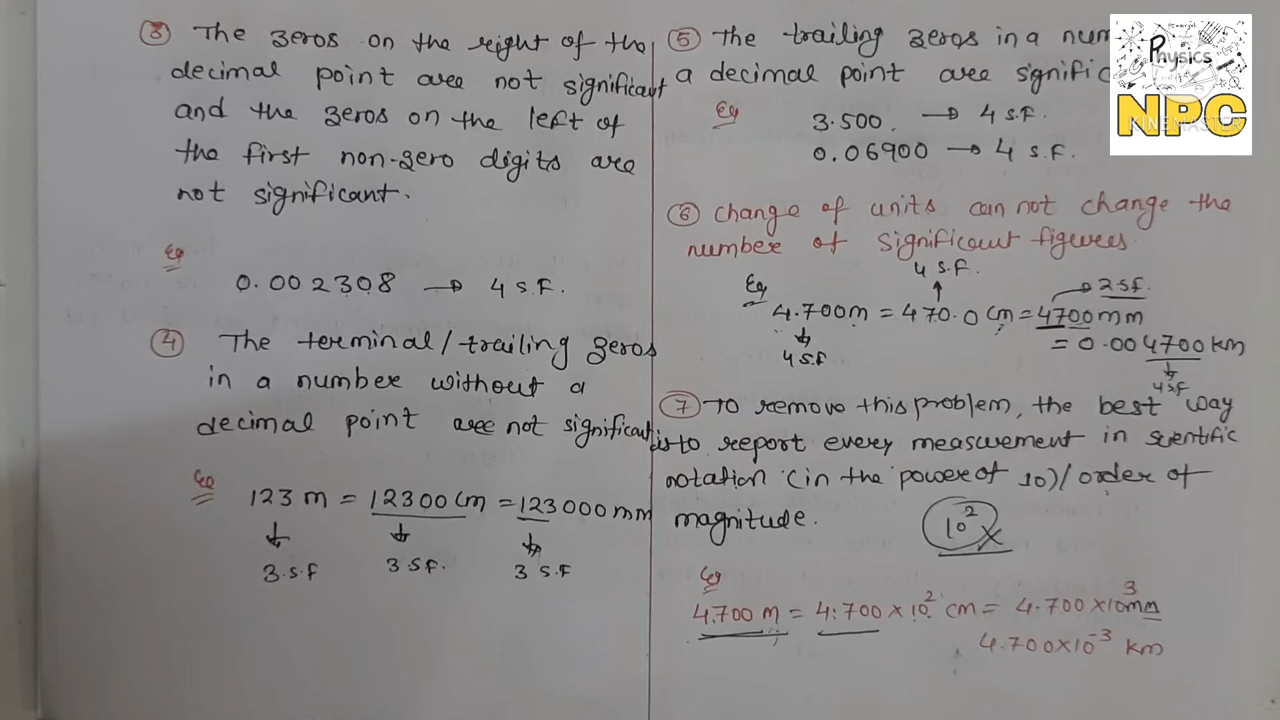 ③ The zeros on the right of the
decimal point are not significant
and the zeros on the left of
the first non-zero digits are
not significant.
Eg
0.002308 → 4 S.F.
④ The terminal/trailing zeros
in a number without a
decimal point are not significant
Eg
123 m = 12300 cm = 123000 mm
3.S.F 3 SF. 3 S.F
⑤ The trailing zeros in a num
a decimal point are signific
Eg
3.500. → 4 S.F.
0.06900 → 4 S.F.
⑥ Change of units can not change the
number of significant figures.
4 S.F.
Eg
2 SF.
4.700m = 470.0 cm = 4700mm
4 S.F
= 0.004700 km
4 SF
⑦ To remove this problem, the best way
is to report every measurement in scientific
notation (in the power of 10)/order of
magnitude.
10² x
Eg
4.700 m = 4.700 × 10² cm = 4.700 ×10³mm
4.700×10⁻³ km
Physics
NPC
KINEMASTER